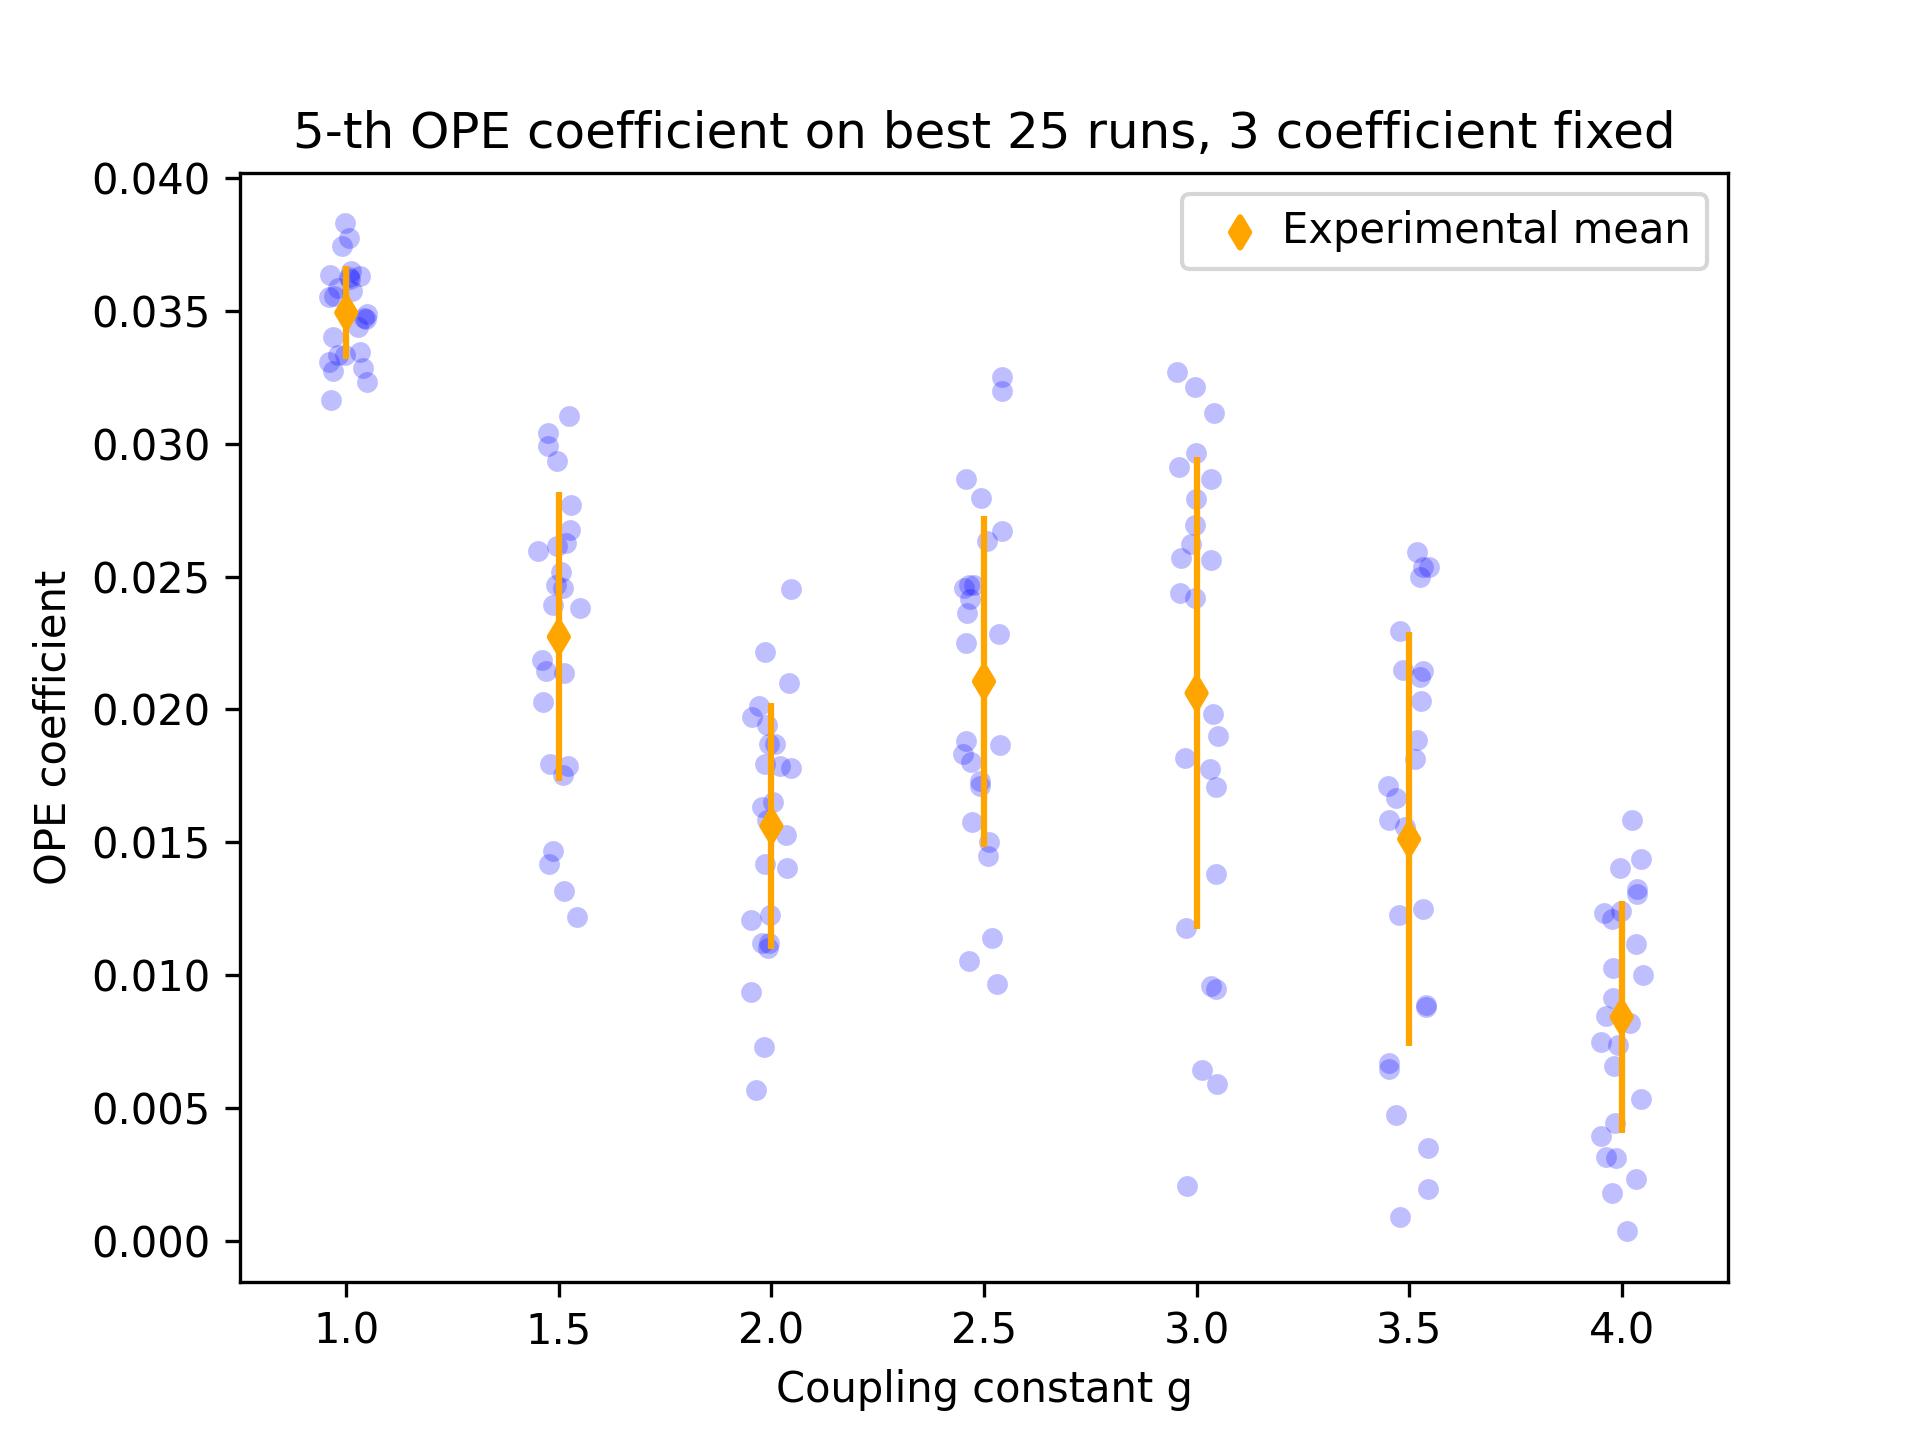 5-th OPE coefficient on best 25 runs, 3 coefficient fixed
Experimental mean
OPE coefficient
0.040
0.035
0.030
0.025
0.020
0.015
0.010
0.005
0.000
1.0 1.5 2.0 2.5 3.0 3.5 4.0
Coupling constant g